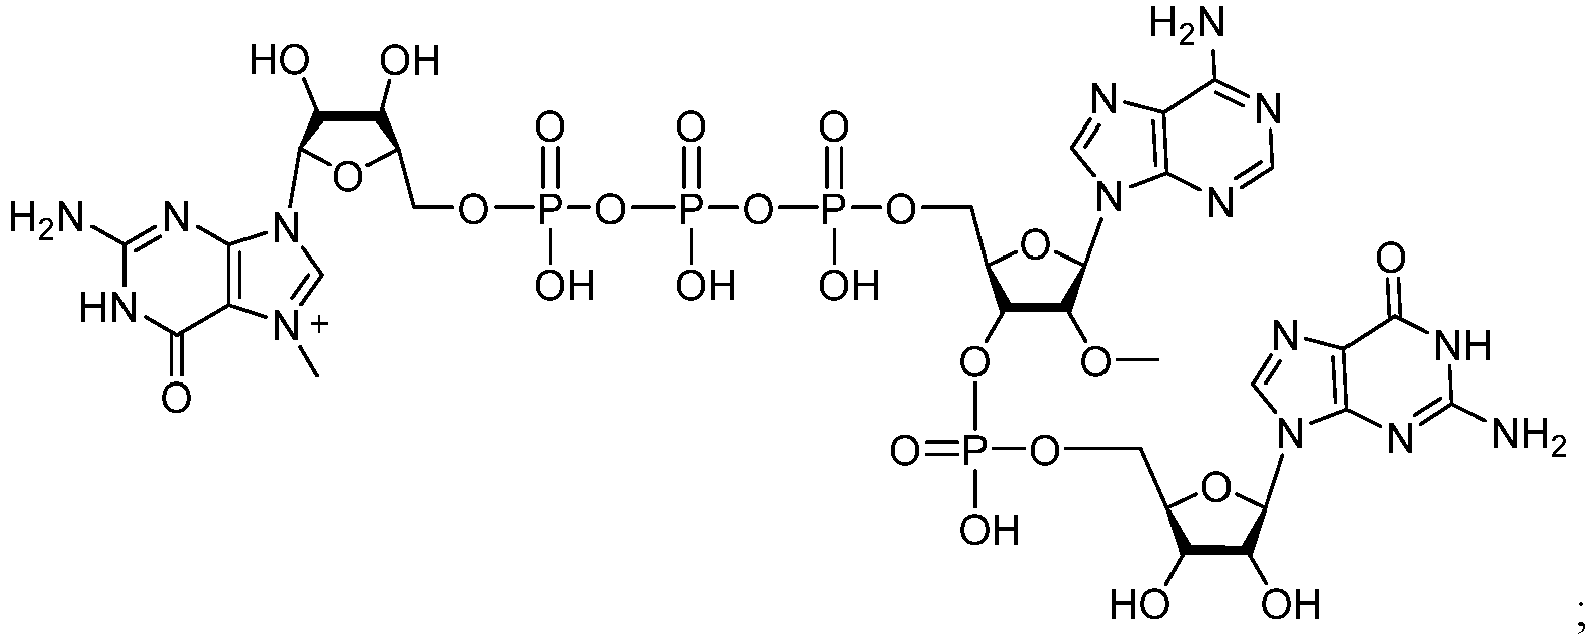 H2N
HO OH
N N
O O O
O
N
H2N N N O P O P O P O N N
O
HN OH OH OH O
N+
N NH
O O O
N N NH2
O P O
O
OH
HO OH ;